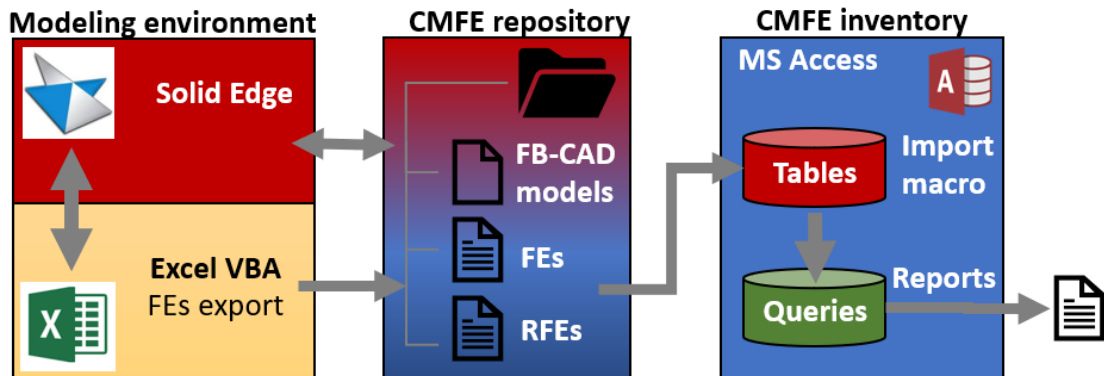 Modeling environment
Solid Edge
Excel VBA
FEs export
X
CMFE repository
FB-CAD
models
FEs
RFEs
CMFE inventory
MS Access
A
Tables
Import
macro
Queries
Reports